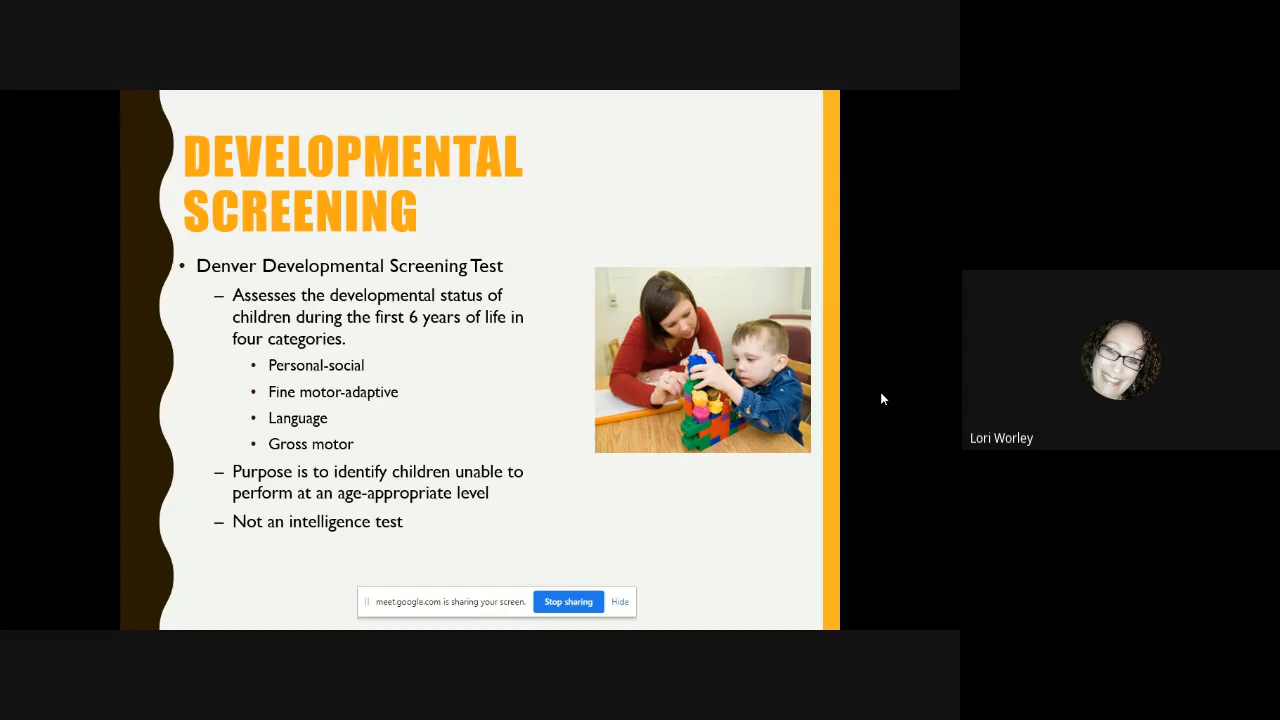 DEVELOPMENTAL
SCREENING
• Denver Developmental Screening Test
– Assesses the developmental status of
children during the first 6 years of life in
four categories.
• Personal-social
• Fine motor-adaptive
• Language
• Gross motor
– Purpose is to identify children unable to
perform at an age-appropriate level
– Not an intelligence test
meet.google.com is sharing your screen. Stop sharing Hide
Lori Worley